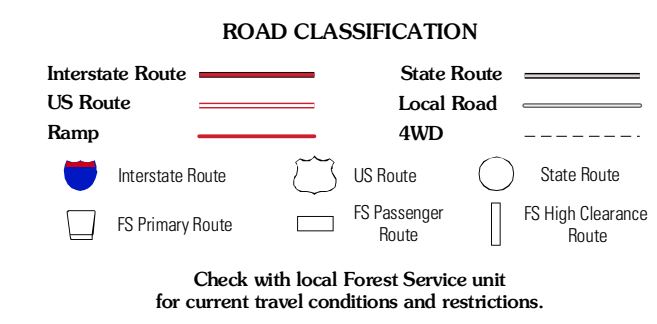 ROAD CLASSIFICATION
Interstate Route
State Route
US Route
Local Road
Ramp
4WD
Interstate Route
US Route
State Route
FS Primary Route
FS Passenger
Route
FS High Clearance
Route
Check with local Forest Service unit
for current travel conditions and restrictions.